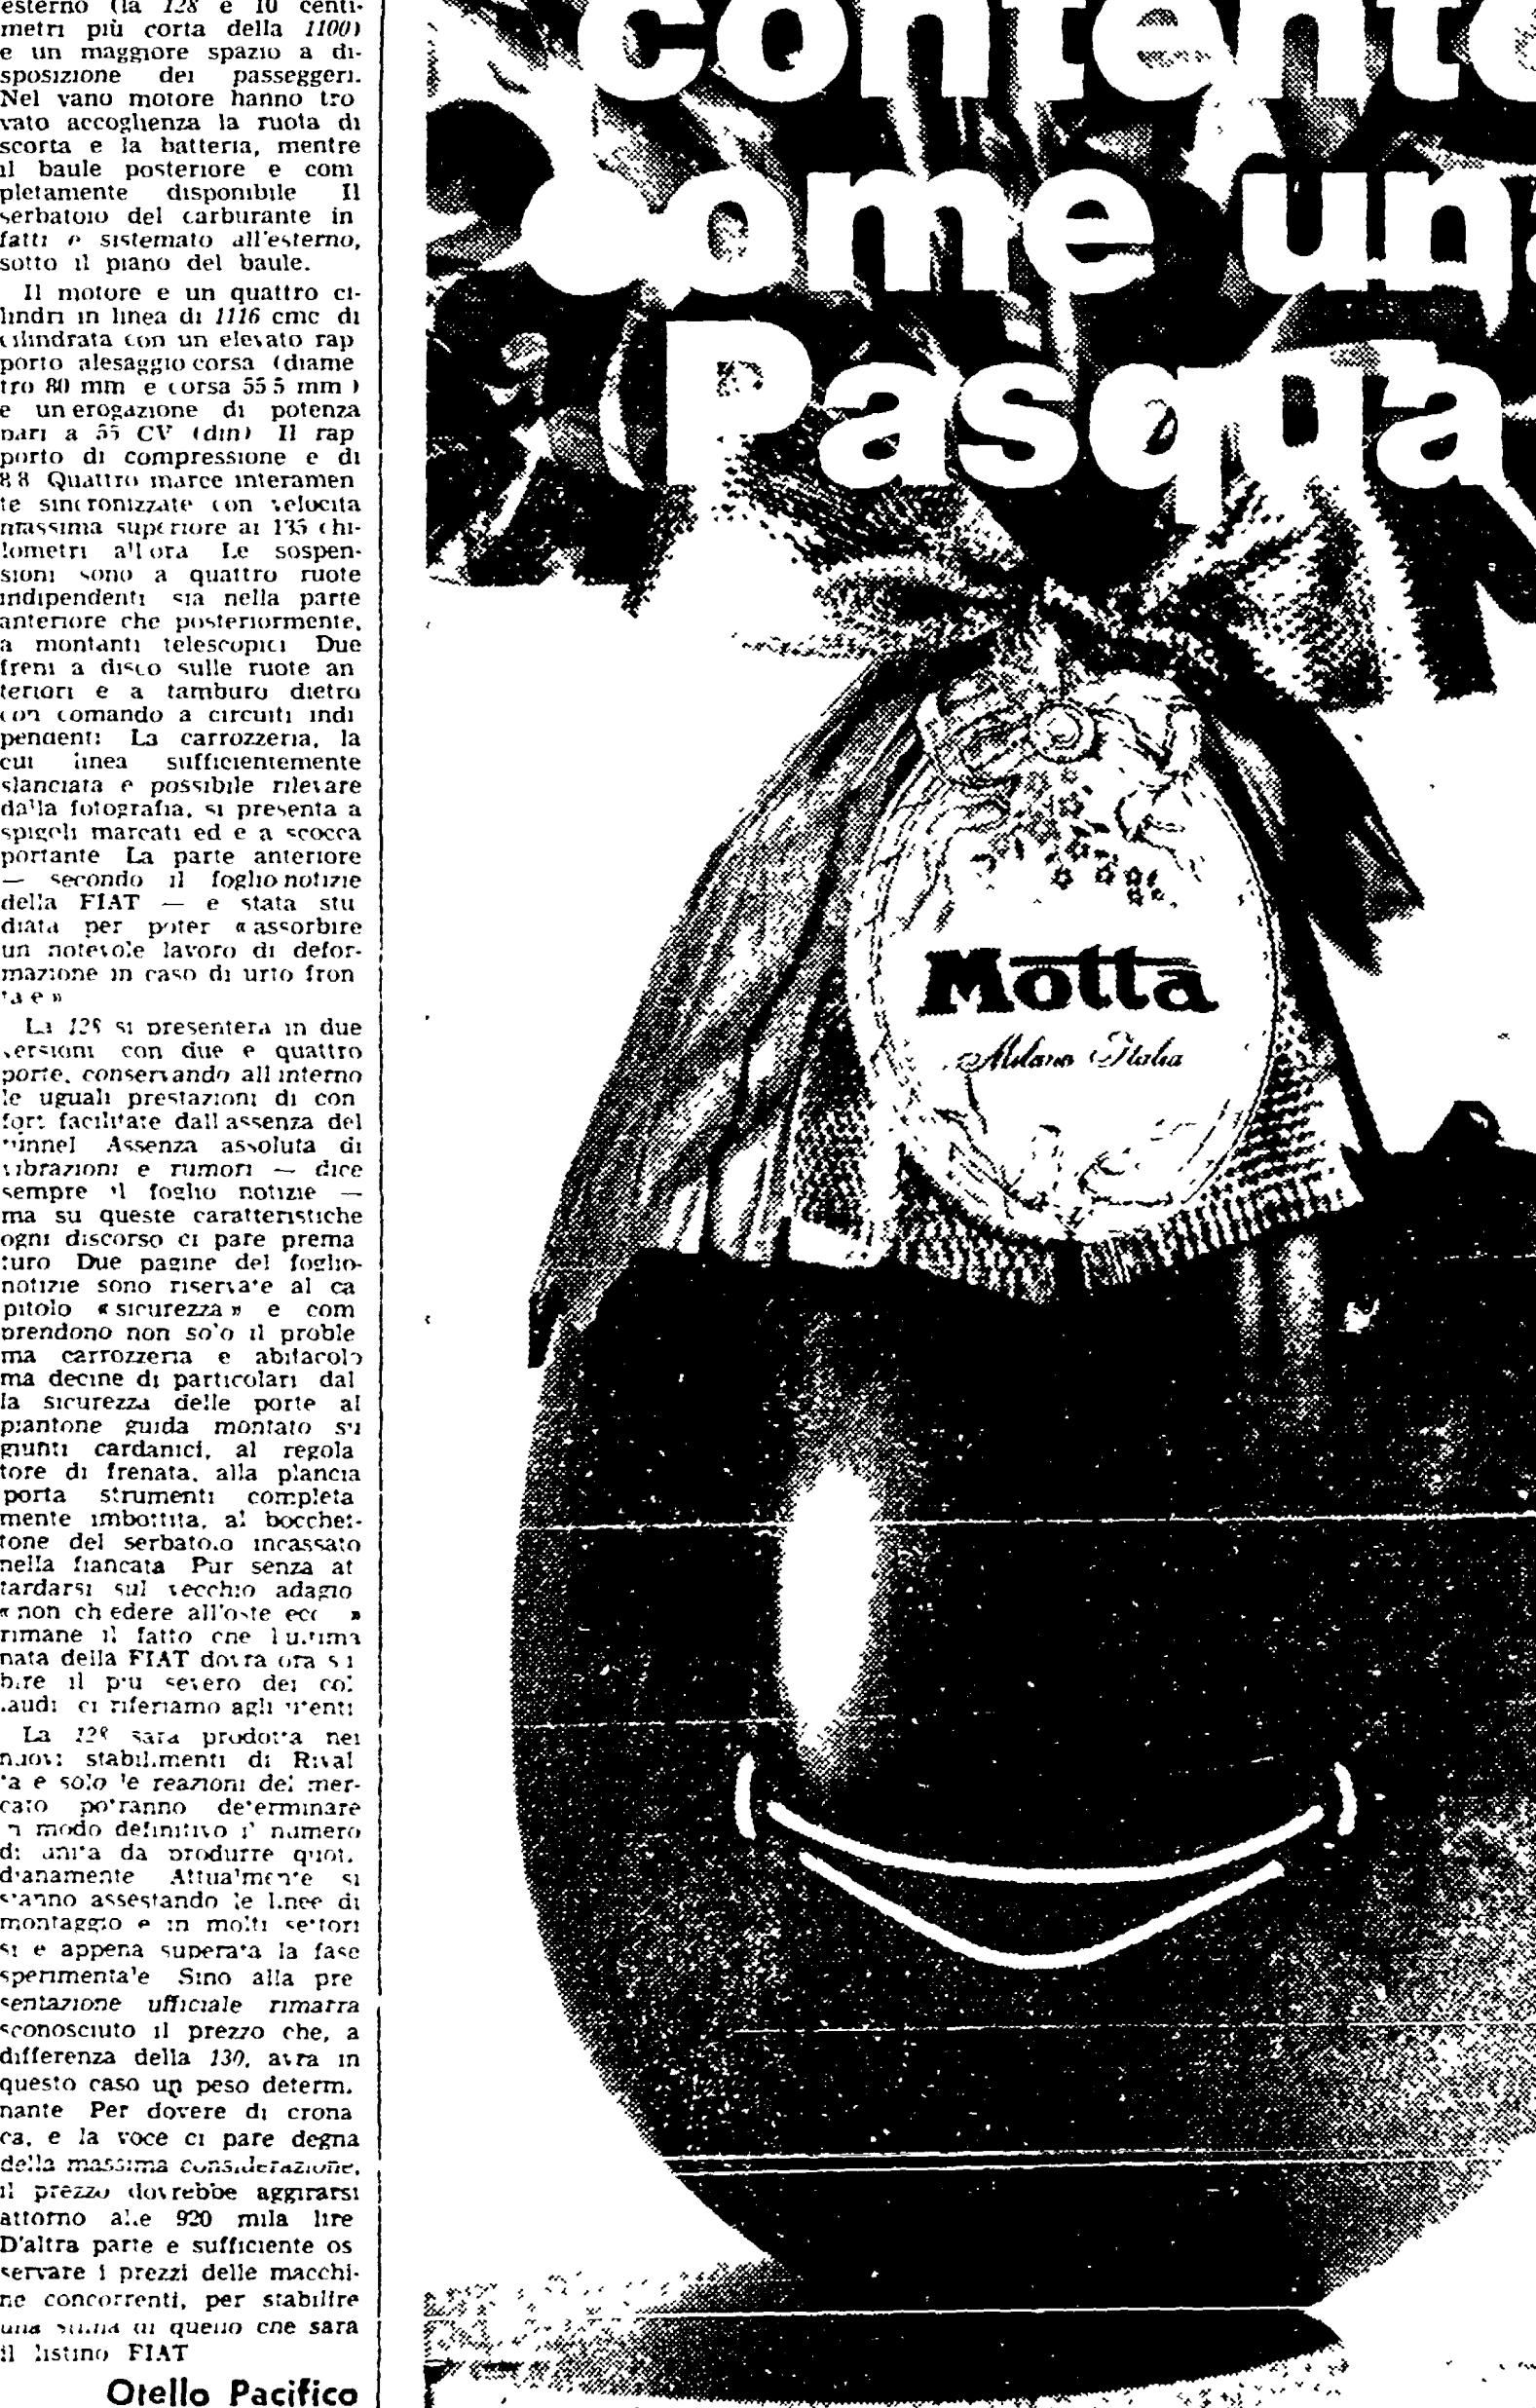 esterno (la 128 è 10 centi-
metri più corta della 1100)
e un maggiore spazio a di-
sposizione dei passeggeri.
Nel vano motore hanno tro
vato accoglienza la ruota di
scorta e la batteria, mentre
il baule posteriore e com
pletamente disponibile Il
serbatoio del carburante in
fatti e sistemato all'esterno,
sotto il piano del baule.
Il motore e un quattro ci-
lindri in linea di 1116 cmc di
cilindrata con un elevato rap
porto alesaggio corsa (diame
tro 80 mm e corsa 55 5 mm )
e un erogazione di potenza
pari a 55 CV (din) Il rap
porto di compressione e di
8 8 Quattro marce interamen
te sincronizzate con velocita
massima superiore ai 135 chi-
lometri all ora Le sospen-
sioni sono a quattro ruote
indipendenti sia nella parte
anteriore che posteriormente,
a montanti telescopici Due
freni a disco sulle ruote an
teriori e a tamburo dietro
con comando a circuiti indi
pendenti La carrozzeria, la
cui linea sufficientemente
slanciata e possibile rilevare
dalla fotografia, si presenta a
spigoli marcati ed e a scocca
portante La parte anteriore
— secondo il foglio notizie
della FIAT — e stata stu
diata per poter « assorbire
un notevole lavoro di defor-
mazione in caso di urto fron
ta e »
La 128 si presentera in due
versioni con due e quattro
porte, conservando all interno
le uguali prestazioni di con
fort facilitate dall assenza del
tunnel Assenza assoluta di
vibrazioni e rumori — dice
sempre il foglio notizie —
ma su queste caratteristiche
ogni discorso ci pare prema
turo Due pagine del foglio-
notizie sono riservate al ca
pitolo « sicurezza » e com
prendono non solo il proble
ma carrozzeria e abitacolo
ma decine di particolari dal
la sicurezza delle porte al
piantone guida montato su
giunti cardanici, al regola
tore di frenata, alla plancia
porta strumenti completa
mente imbottita, al bocchet-
tone del serbatoio incassato
nella fiancata Pur senza at
tardarsi sul vecchio adagio
« non ch edere all'oste ecc »
rimane il fatto che l ultima
nata della FIAT dovra ora su
bire il piu severo dei col
laudi ci riferiamo agli utenti
La 128 sara prodotta nei
nuovi stabilimenti di Rival
ta e solo le reazioni del mer-
cato potranno determinare
in modo definitivo i' numero
di unita da produrre quoti
dianamente Attualmente si
stanno assestando le linee di
montaggio e in molti settori
si e appena superata la fase
sperimentale Sino alla pre
sentazione ufficiale rimarra
sconosciuto il prezzo che, a
differenza della 130, avra in
questo caso un peso determi
nante Per dovere di crona
ca, e la voce ci pare degna
della massima considerazione,
il prezzo dovrebbe aggirarsi
attorno alle 920 mila lire
D'altra parte e sufficiente os
servare i prezzi delle macchi-
ne concorrenti, per stabilire
una stima di quello che sara
il listino FIAT
Otello Pacifico
contento
come una
Pasqua
Motta
Milano Italia